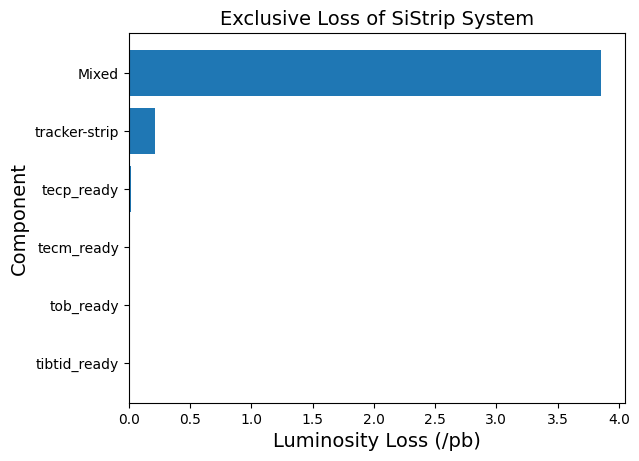 Exclusive Loss of SiStrip System
Component
Mixed
tracker-strip
tecp_ready
tecm_ready
tob_ready
tibtid_ready
0.0 0.5 1.0 1.5 2.0 2.5 3.0 3.5 4.0
Luminosity Loss (/pb)